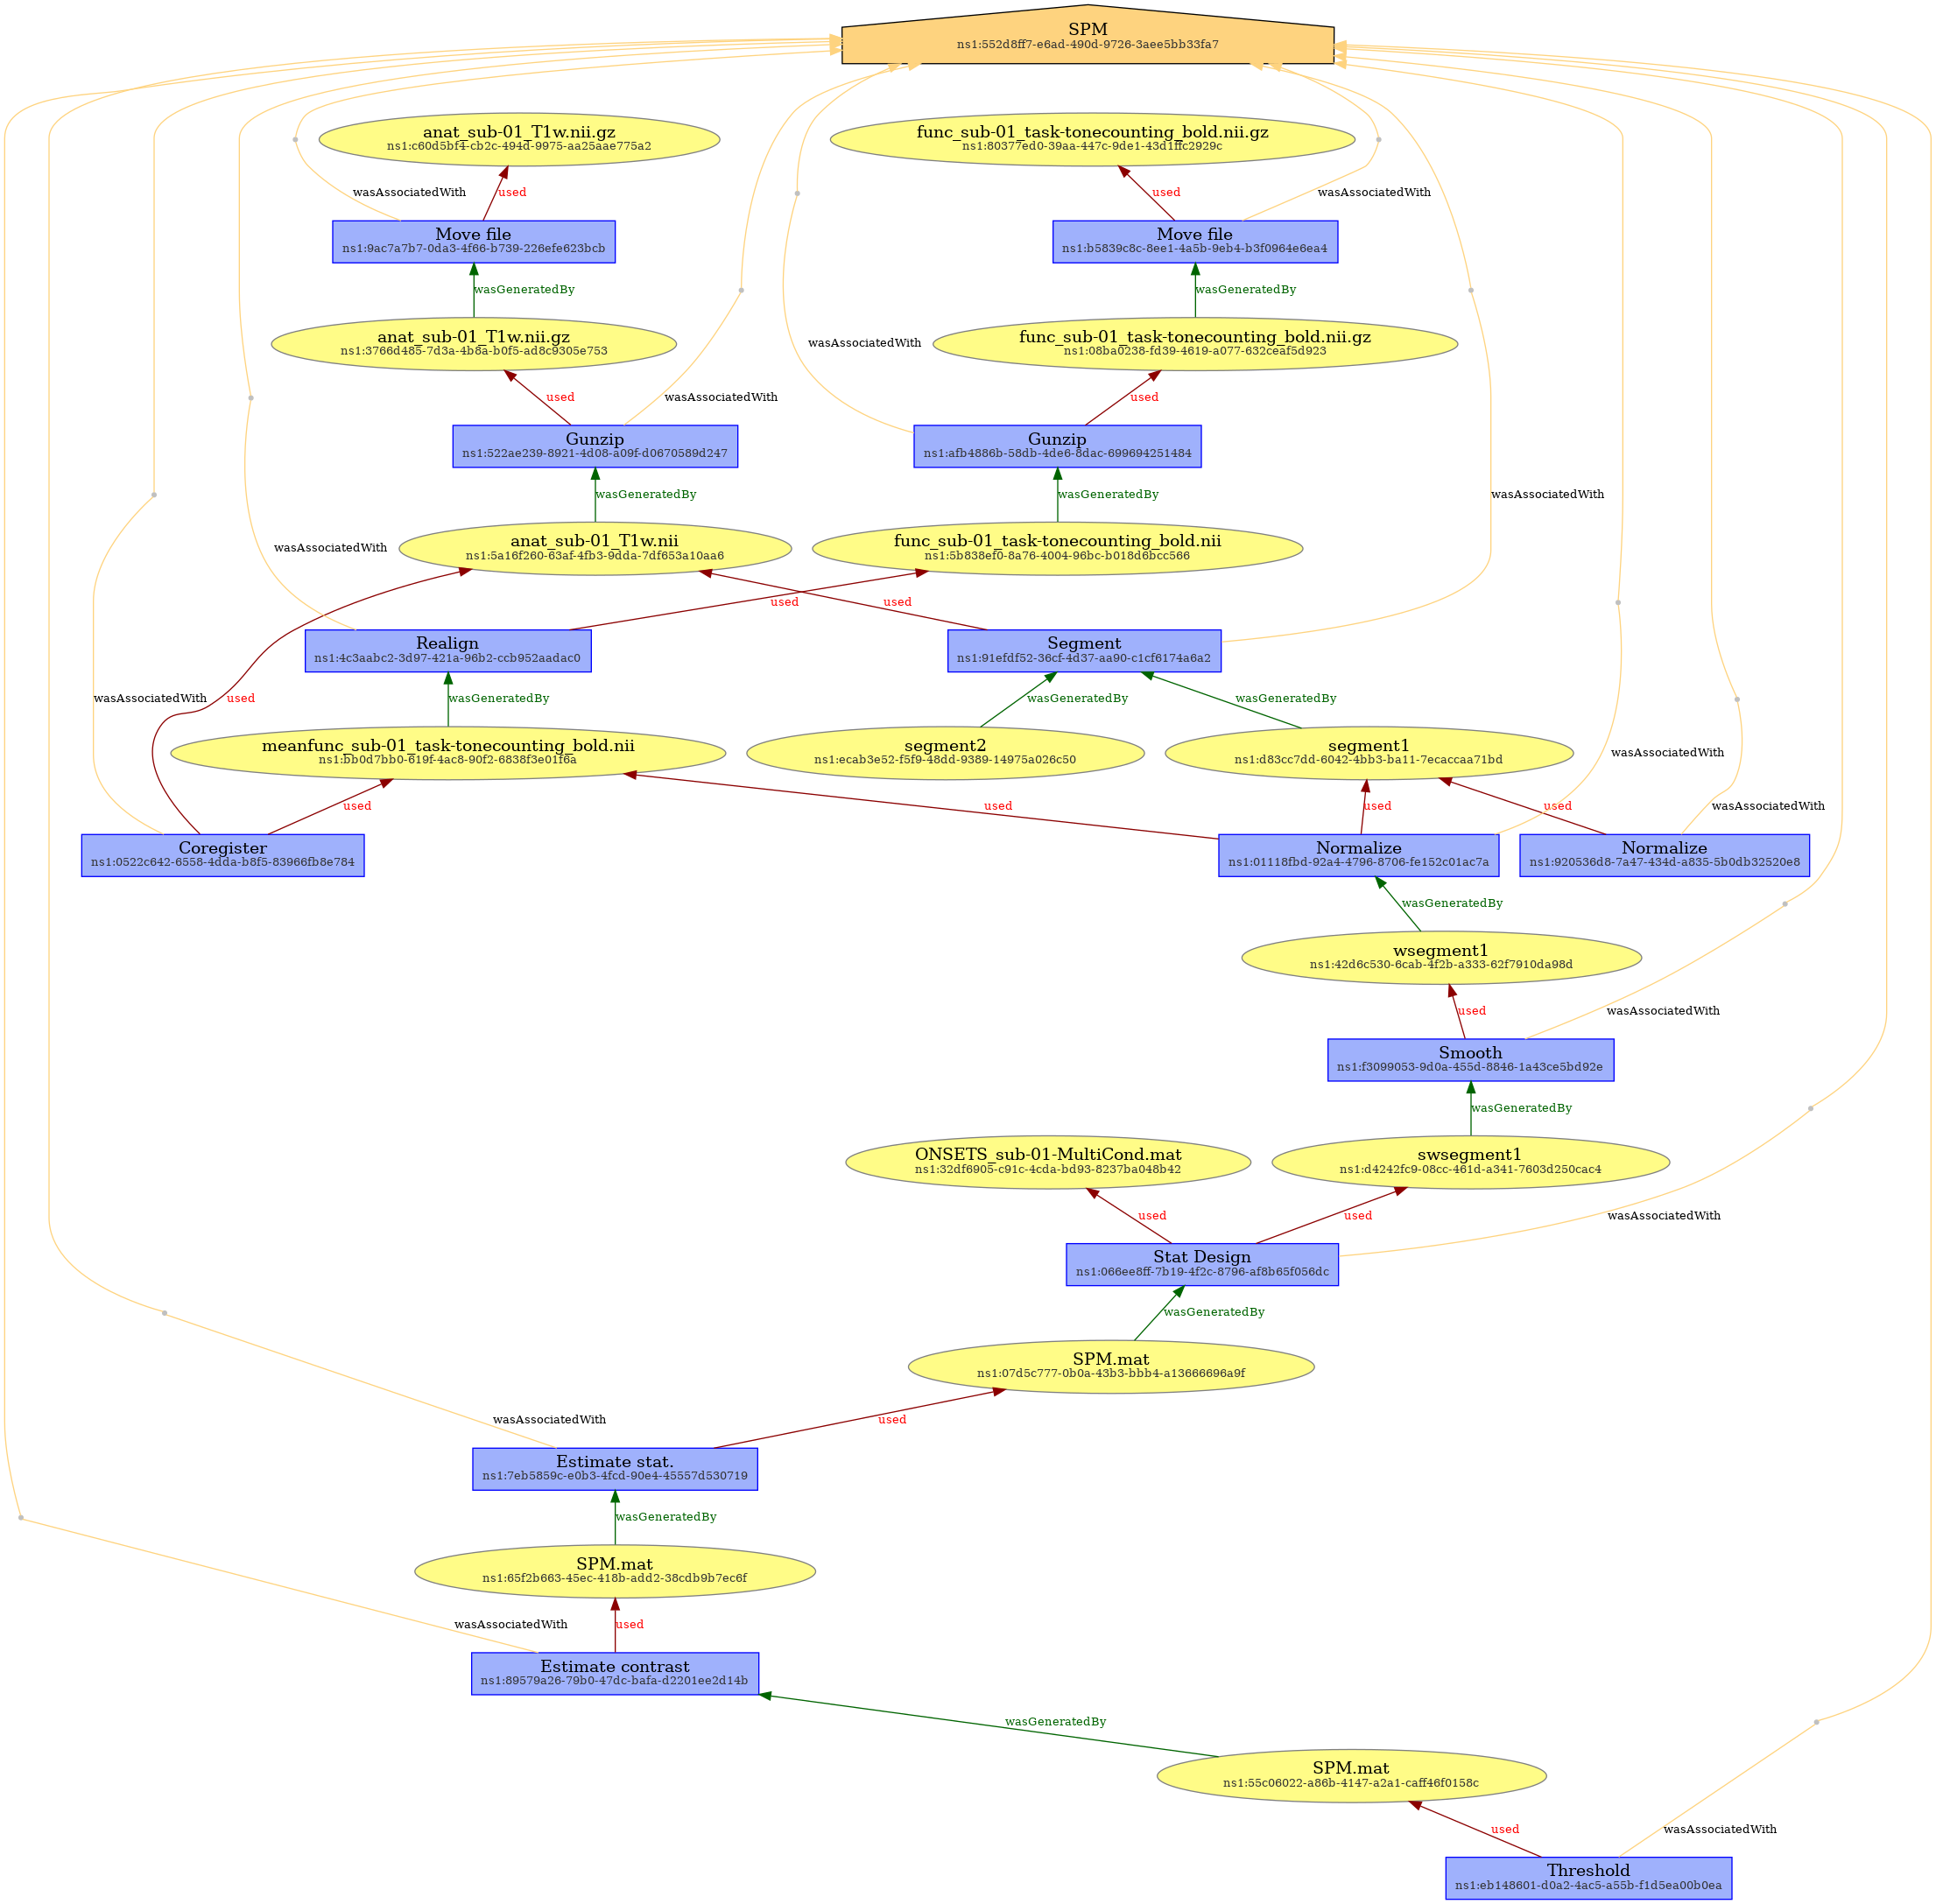 SPM
ns1:552d8ff7-e6ad-490d-9726-3aee5bb33fa7
anat_sub-01_T1w.nii.gz
ns1:c60d5bf4-cb2c-494d-9975-aa25aae775a2
func_sub-01_task-tonecounting_bold.nii.gz
ns1:80377ed0-39aa-447c-9de1-43d1ffc2929c
wasAssociatedWith
used
used
wasAssociatedWith
Move file
ns1:9ac7a7b7-0da3-4f66-b739-226efe623bcb
Move file
ns1:b5839c8c-8ee1-4a5b-9eb4-b3f0964e6ea4
wasGeneratedBy
wasGeneratedBy
anat_sub-01_T1w.nii.gz
ns1:3766d485-7d3a-4b8a-b0f5-ad8c9305e753
wasAssociatedWith
func_sub-01_task-tonecounting_bold.nii.gz
ns1:08ba0238-fd39-4619-a077-632ceaf5d923
used
wasAssociatedWith
used
Gunzip
ns1:522ae239-8921-4d08-a09f-d0670589d247
Gunzip
ns1:afb4886b-58db-4de6-8dac-699694251484
wasGeneratedBy
wasGeneratedBy
wasAssociatedWith
wasAssociatedWith
anat_sub-01_T1w.nii
ns1:5a16f260-63af-4fb3-9dda-7df653a10aa6
func_sub-01_task-tonecounting_bold.nii
ns1:5b838ef0-8a76-4004-96bc-b018d6bcc566
used
used
Realign
ns1:4c3aabc2-3d97-421a-96b2-ccb952aadac0
Segment
ns1:91efdf52-36cf-4d37-aa90-c1cf6174a6a2
wasAssociatedWith
used
wasGeneratedBy
wasGeneratedBy
wasGeneratedBy
meanfunc_sub-01_task-tonecounting_bold.nii
ns1:bb0d7bb0-619f-4ac8-90f2-6838f3e01f6a
segment2
ns1:ecab3e52-f5f9-48dd-9389-14975a026c50
segment1
ns1:d83cc7dd-6042-4bb3-ba11-7ecaccaa71bd
wasAssociatedWith
used
used
used
used
wasAssociatedWith
Coregister
ns1:0522c642-6558-4dda-b8f5-83966fb8e784
Normalize
ns1:01118fbd-92a4-4796-8706-fe152c01ac7a
Normalize
ns1:920536d8-7a47-434d-a835-5b0db32520e8
wasGeneratedBy
wsegment1
ns1:42d6c530-6cab-4f2b-a333-62f7910da98d
used
wasAssociatedWith
Smooth
ns1:f3099053-9d0a-455d-8846-1a43ce5bd92e
wasGeneratedBy
ONSETS_sub-01-MultiCond.mat
ns1:32df6905-c91c-4cda-bd93-8237ba048b42
swsegment1
ns1:d4242fc9-08cc-461d-a341-7603d250cac4
used
used
wasAssociatedWith
Stat Design
ns1:066ee8ff-7b19-4f2c-8796-af8b65f056dc
wasGeneratedBy
SPM.mat
ns1:07d5c777-0b0a-43b3-bbb4-a13666696a9f
wasAssociatedWith
used
Estimate stat.
ns1:7eb5859c-e0b3-4fcd-90e4-45557d530719
wasGeneratedBy
SPM.mat
ns1:65f2b663-45ec-418b-add2-38cdb9b7ec6f
wasAssociatedWith
used
Estimate contrast
ns1:89579a26-79b0-47dc-bafa-d2201ee2d14b
wasGeneratedBy
SPM.mat
ns1:55c06022-a86b-4147-a2a1-caff46f0158c
used
wasAssociatedWith
Threshold
ns1:eb148601-d0a2-4ac5-a55b-f1d5ea00b0ea